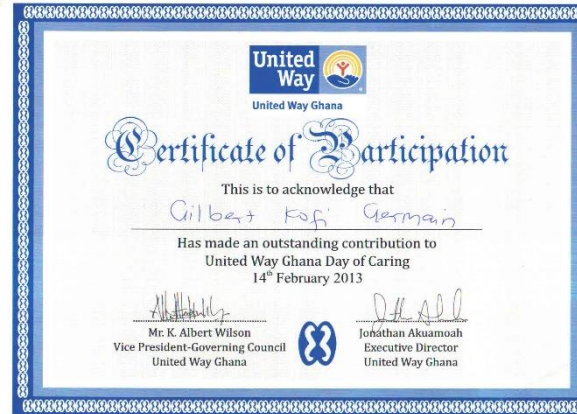 United
Way
United Way Ghana
Certificate of Participation
This is to acknowledge that
Gilbert Kofi Germain
Has made an outstanding contribution to
United Way Ghana Day of Caring
14th February 2013
Mr. K. Albert Wilson
Vice President-Governing Council
United Way Ghana
Jonathan Akuamoah
Executive Director
United Way Ghana